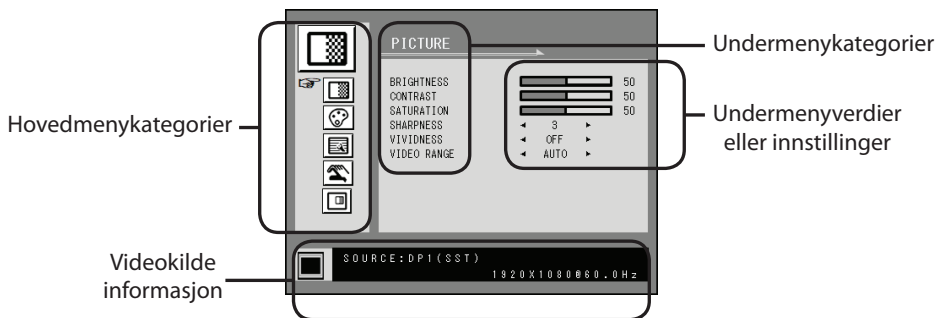 PICTURE
BRIGHTNESS 50
CONTRAST 50
SATURATION 50
SHARPNESS 3
VIVIDNESS OFF
VIDEO RANGE AUTO
SOURCE:DP1(SST)
1920X1080@60.0Hz
Hovedmenykategorier
Undermenykategorier
Undermenyverdier
eller innstillinger
Videokilde
informasjon